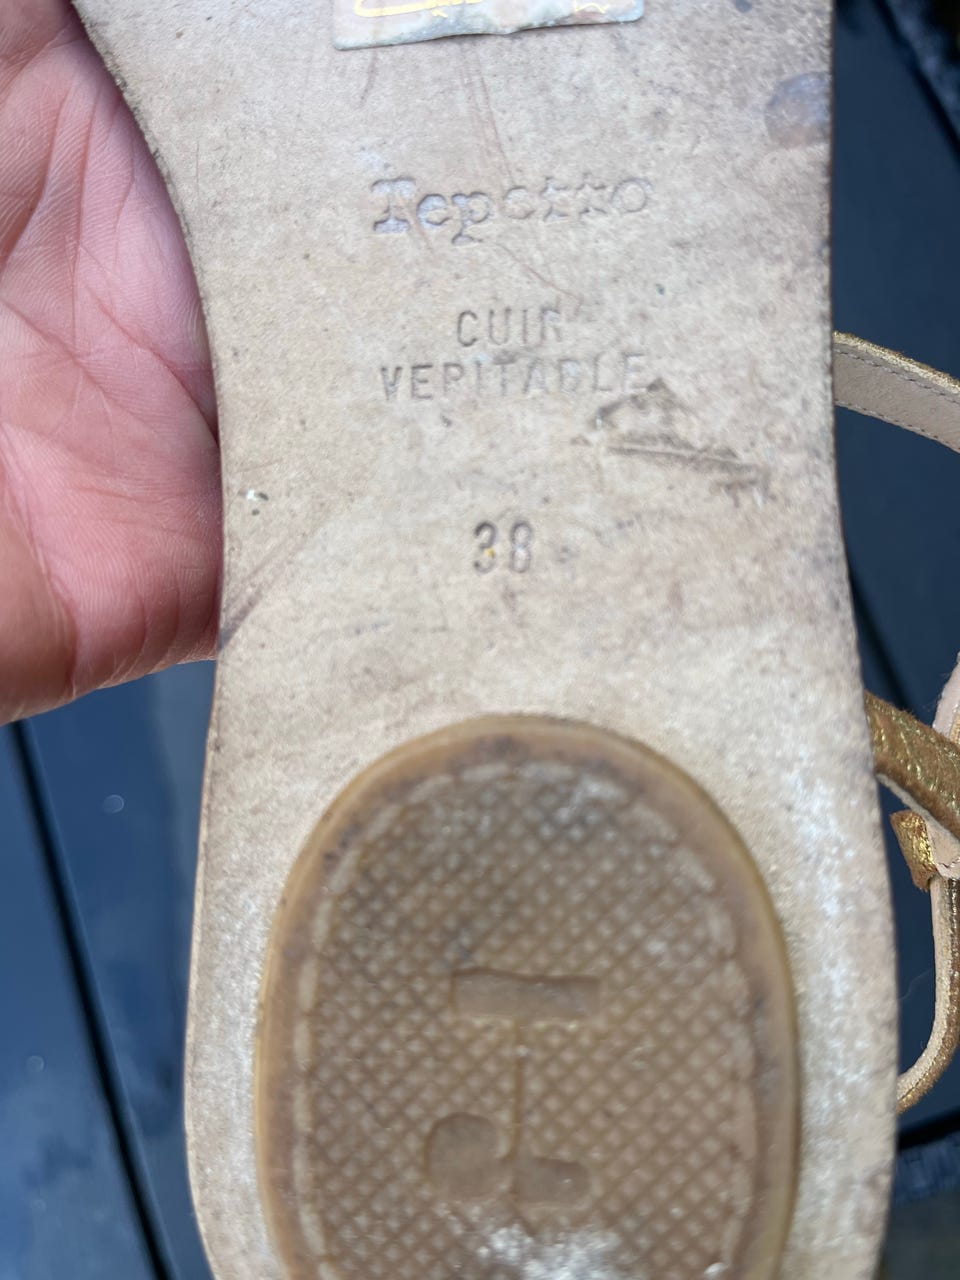 repetto
CUIR
VERITABLE
38